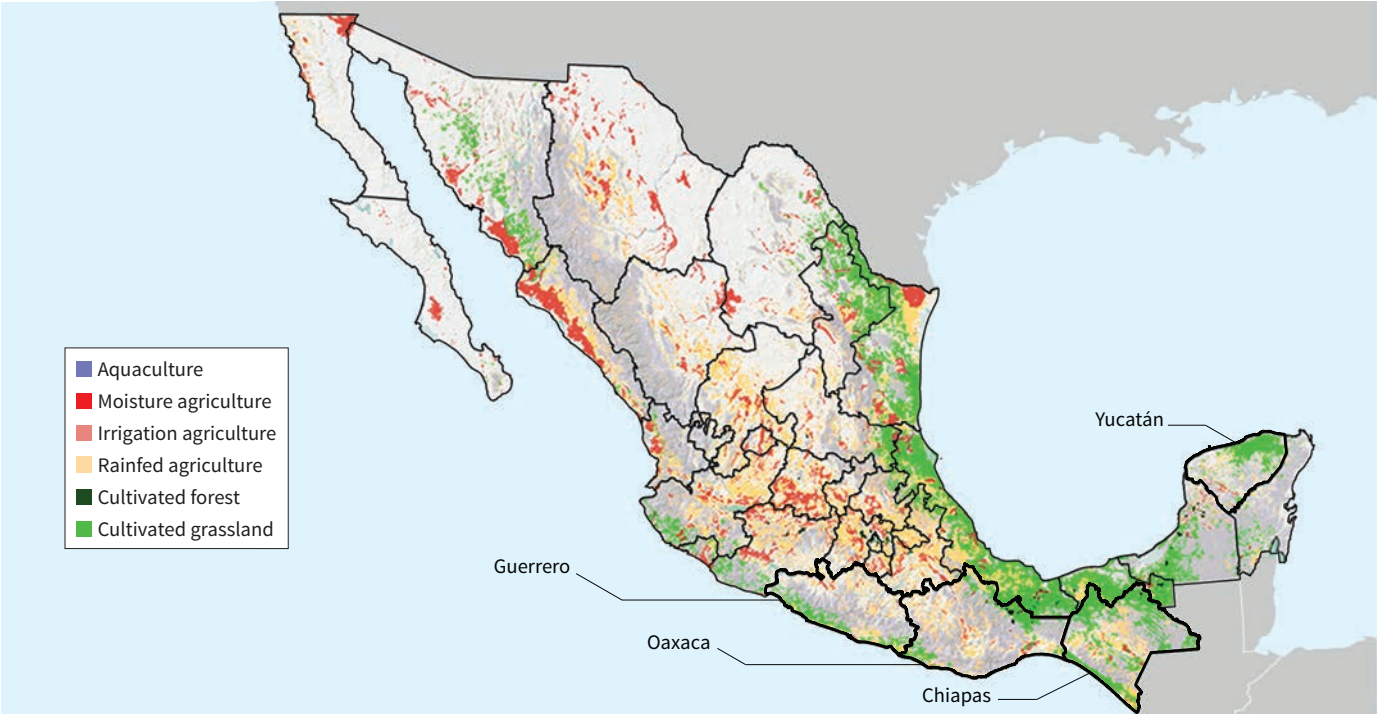 Aquaculture
Moisture agriculture
Irrigation agriculture
Rainfed agriculture
Cultivated forest
Cultivated grassland
Yucatán
Guerrero
Oaxaca
Chiapas